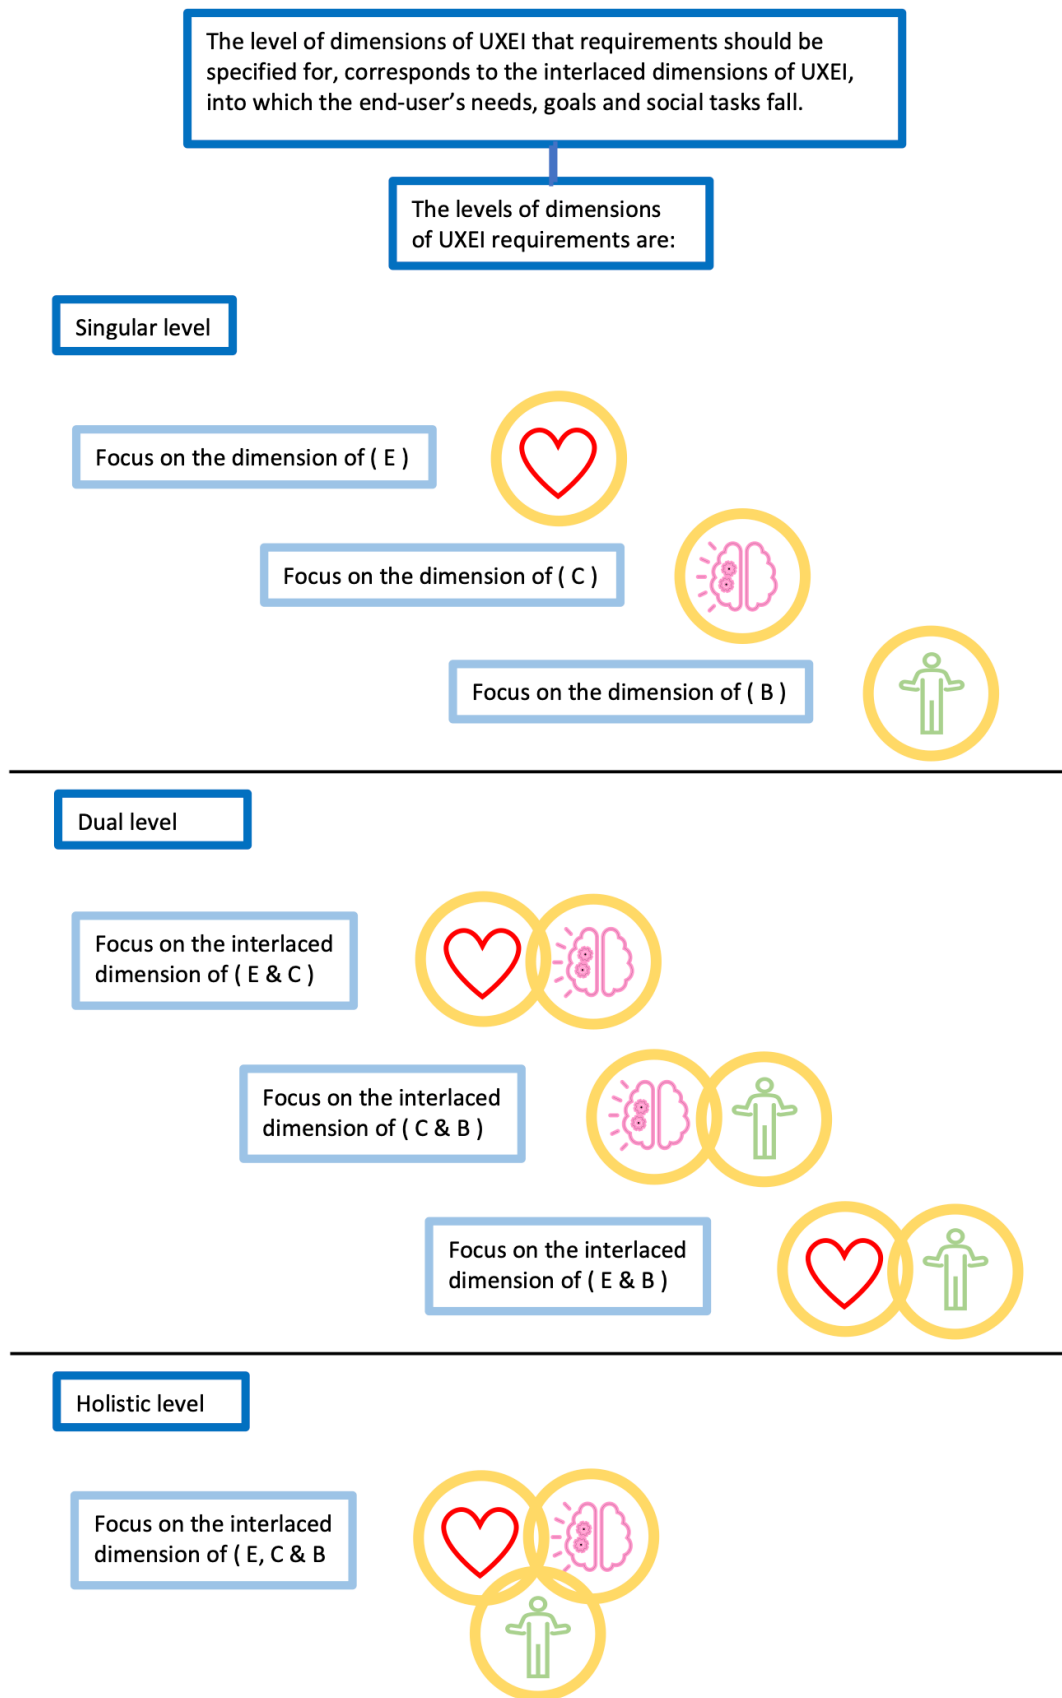 The level of dimensions of UXEI that requirements should be
specified for, corresponds to the interlaced dimensions of UXEI,
into which the end-user’s needs, goals and social tasks fall.
The levels of dimensions
of UXEI requirements are:
Singular level
Focus on the dimension of ( E )
Focus on the dimension of ( C )
Focus on the dimension of ( B )
Dual level
Focus on the interlaced
dimension of ( E & C )
Focus on the interlaced
dimension of ( C & B )
Focus on the interlaced
dimension of ( E & B )
Holistic level
Focus on the interlaced
dimension of ( E, C & B